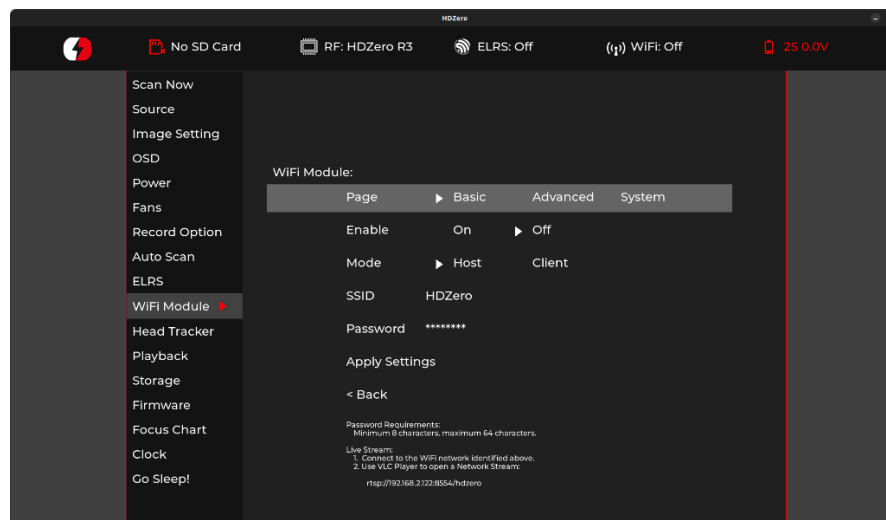 HDZero
No SD Card RF: HDZero R3 ELRS: Off WiFi: Off 2S 0.0V
Scan Now
Source
Image Setting
OSD
Power
Fans
Record Option
Auto Scan
ELRS
WiFi Module
Head Tracker
Playback
Storage
Firmware
Focus Chart
Clock
Go Sleep!
WiFi Module:
Page Basic Advanced System
Enable On Off
Mode Host Client
SSID HDZero
Password ********
Apply Settings
< Back
Password Requirements:
Minimum 8 characters, maximum 64 characters.
Live Stream:
1. Connect to the WiFi network identified above.
2. Use VLC Player to open a Network Stream:
rtsp://192.168.2.122:8554/hdzero